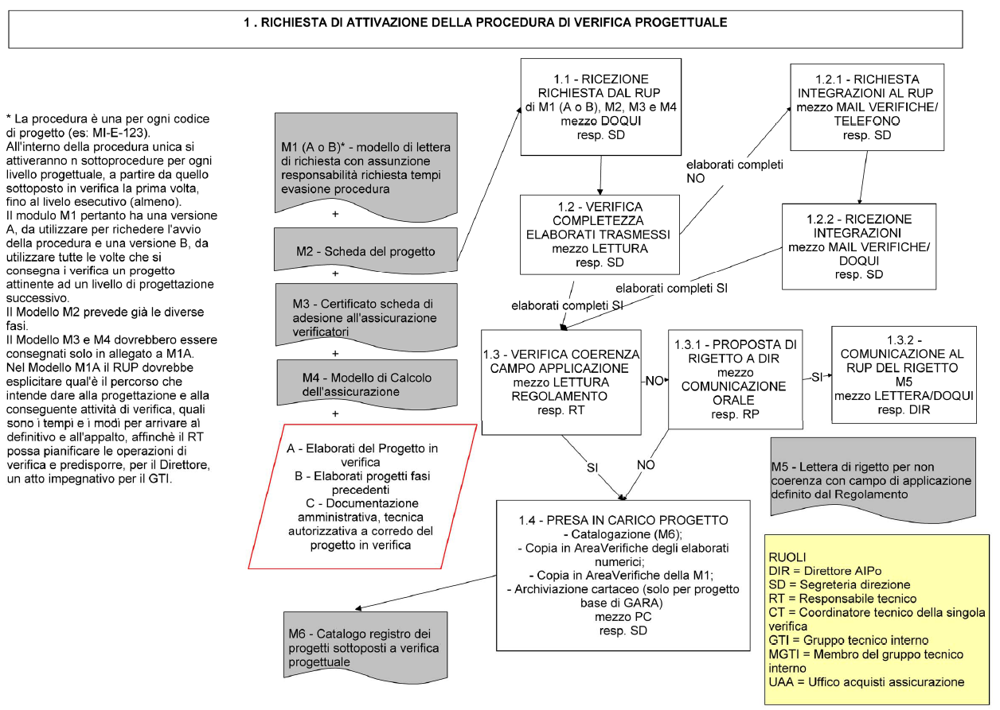 1 . RICHIESTA DI ATTIVAZIONE DELLA PROCEDURA DI VERIFICA PROGETTUALE
* La procedura è una per ogni codice
di progetto (es: MI-E-123).
All'interno della procedura unica si
attiveranno n sottoprocedure per ogni
livello progettuale, a partire da quello
sottoposto in verifica la prima volta,
fino al livelo esecutivo (almeno).
Il modulo M1 pertanto ha una versione
A, da utilizzare per richedere l'avvio
della procedura e una versione B, da
utilizzare tutte le volte che si
consegna i verifica un progetto
attinente ad un livello di progettazione
successivo.
Il Modello M2 prevede già le diverse
fasi.
Il Modello M3 e M4 dovrebbero essere
consegnati solo in allegato a M1A.
Nel Modello M1A il RUP dovrebbe
esplicitare qual'è il percorso che
intende dare alla progettazione e alla
conseguente attività di verifica, quali
sono i tempi e i modi per arrivare al
definitivo e all'appalto, affinchè il RT
possa pianificare le operazioni di
verifica e predisporre, per il Direttore,
un atto impegnativo per il GTI.
M1 (A o B)* - modello di lettera
di richiesta con assunzione
responsabilità richiesta tempi
evasione procedura
+
M2 - Scheda del progetto
+
M3 - Certificato scheda di
adesione all'assicurazione
verificatori
+
M4 - Modello di Calcolo
dell'assicurazione
+
A - Elaborati del Progetto in
verifica
B - Elaborati progetti fasi
precedenti
C - Documentazione
amministrativa, tecnica
autorizzativa a corredo del
progetto in verifica
1.1 - RICEZIONE
RICHIESTA DAL RUP
di M1 (A o B), M2, M3 e M4
mezzo DOQUI
resp. SD
1.2 - VERIFICA
COMPLETEZZA
ELABORATI TRASMESSI
mezzo LETTURA
resp. SD
elaborati completi
NO
1.2.1 - RICHIESTA
INTEGRAZIONI AL RUP
mezzo MAIL VERIFICHE/
TELEFONO
resp. SD
1.2.2 - RICEZIONE
INTEGRAZIONI
mezzo MAIL VERIFICHE/
DOQUI
resp. SD
elaborati completi SI
elaborati completi SI
1.3 - VERIFICA COERENZA
CAMPO APPLICAZIONE
mezzo LETTURA
REGOLAMENTO
resp. RT
NO
1.3.1 - PROPOSTA DI
RIGETTO A DIR
mezzo
COMUNICAZIONE
ORALE
resp. RP
SI
1.3.2 -
COMUNICAZIONE AL
RUP DEL RIGETTO
M5
mezzo LETTERA/DOQUI
resp. DIR
SI
NO
M5 - Lettera di rigetto per non
coerenza con campo di applicazione
definito dal Regolamento
1.4 - PRESA IN CARICO PROGETTO
- Catalogazione (M6);
- Copia in AreaVerifiche degli elaborati
numerici;
- Copia in AreaVerifiche della M1;
- Archiviazione cartaceo (solo per progetto
base di GARA)
mezzo PC
resp. SD
M6 - Catalogo registro dei
progetti sottoposti a verifica
progettuale
RUOLI
DIR = Direttore AIPo
SD = Segreteria direzione
RT = Responsabile tecnico
CT = Coordinatore tecnico della singola
verifica
GTI = Gruppo tecnico interno
MGTI = Membro del gruppo tecnico
interno
UAA = Uffico acquisti assicurazione